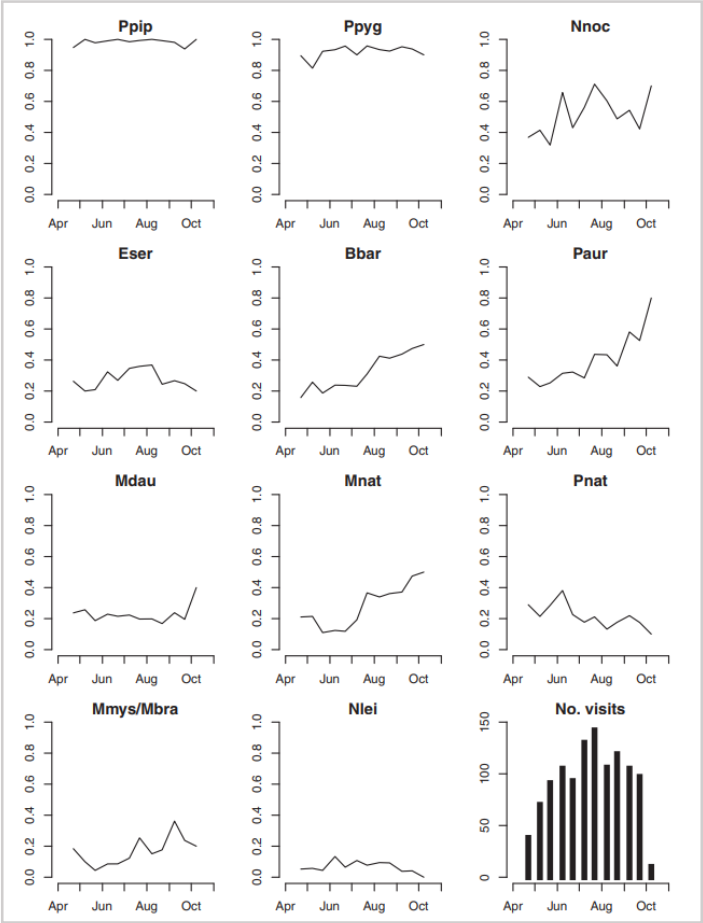 Ppip Ppyg Nnoc
1.0 1.0 1.0
0.8 0.8 0.8
0.6 0.6 0.6
0.4 0.4 0.4
0.2 0.2 0.2
0.0 0.0 0.0
Apr Jun Aug Oct Apr Jun Aug Oct Apr Jun Aug Oct
Eser Bbar Paur
1.0 1.0 1.0
0.8 0.8 0.8
0.6 0.6 0.6
0.4 0.4 0.4
0.2 0.2 0.2
0.0 0.0 0.0
Apr Jun Aug Oct Apr Jun Aug Oct Apr Jun Aug Oct
Mdau Mnat Pnat
1.0 1.0 1.0
0.8 0.8 0.8
0.6 0.6 0.6
0.4 0.4 0.4
0.2 0.2 0.2
0.0 0.0 0.0
Apr Jun Aug Oct Apr Jun Aug Oct Apr Jun Aug Oct
Mmys/Mbra Nlei No. visits
1.0 1.0 150
0.8 0.8
0.6 0.6 100
0.4 0.4 50
0.2 0.2
0.0 0.0 0
Apr Jun Aug Oct Apr Jun Aug Oct Apr Jun Aug Oct